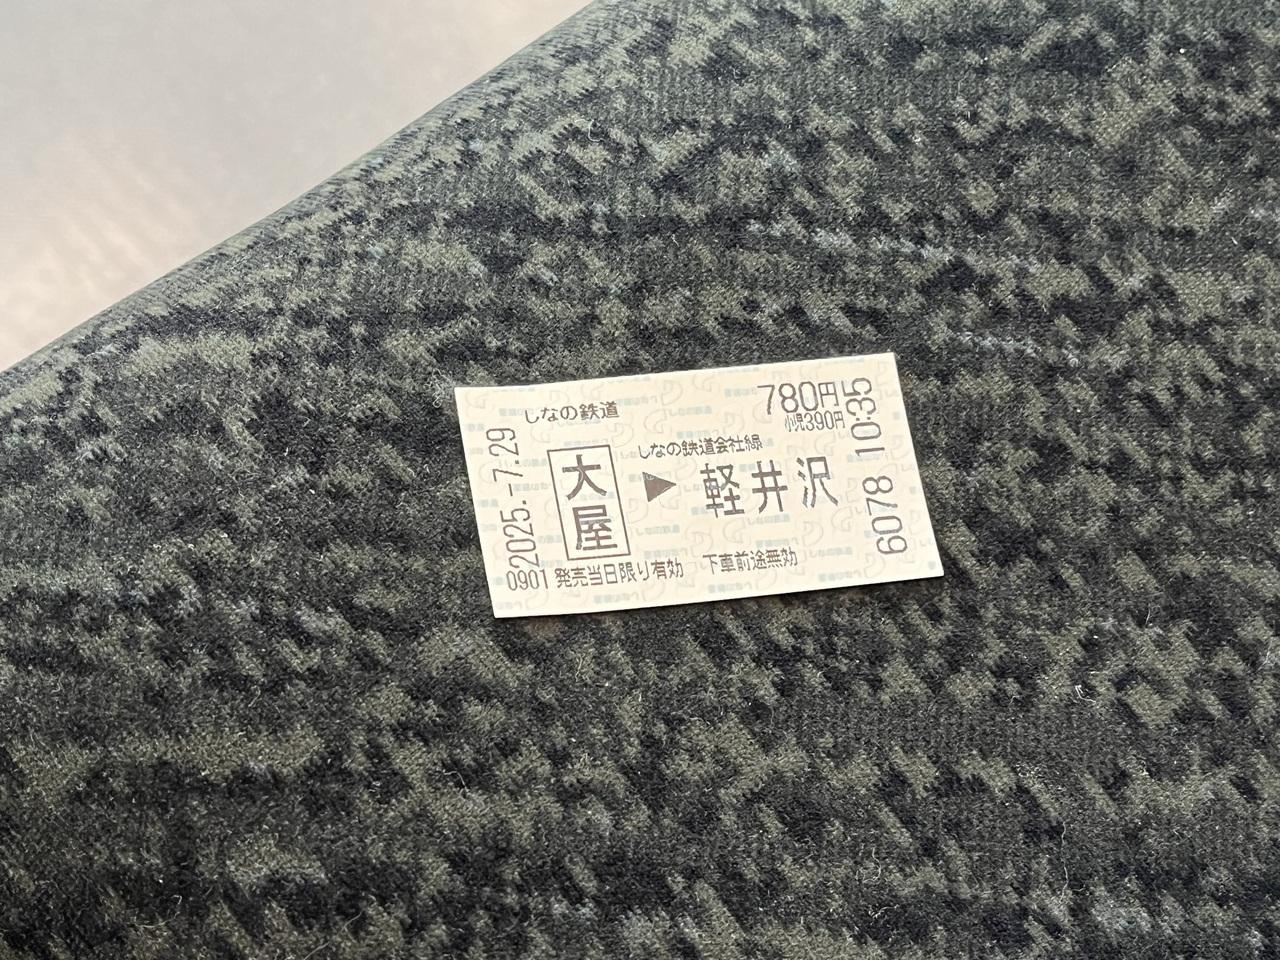 しなの鉄道
780円
小児390円
しなの鉄道会社線
大屋
▶
軽井沢
2025.-7.29
6078 10:35
0901 発売当日限り有効 下車前途無効